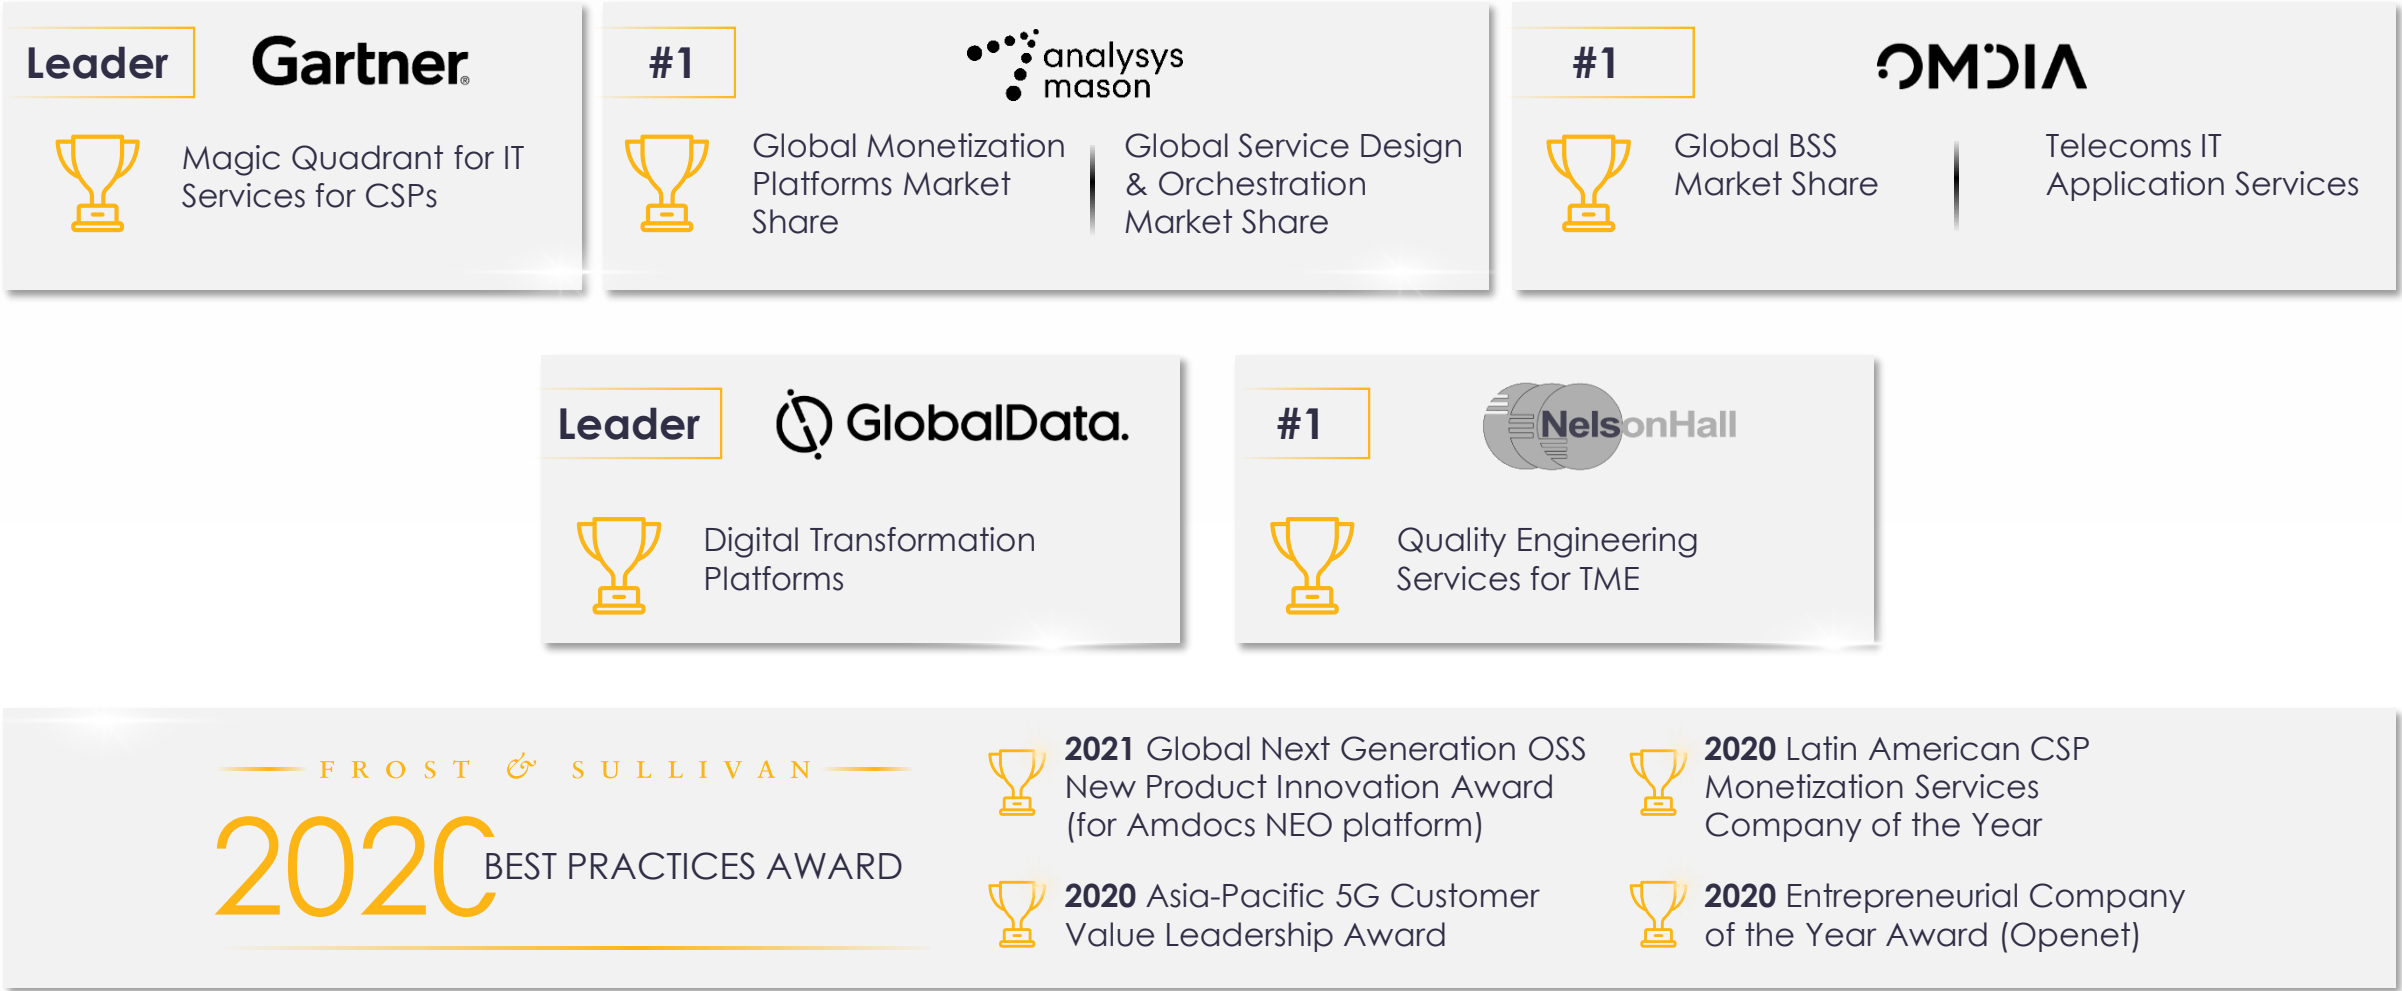 Leader
Gartner®
Magic Quadrant for IT
Services for CSPs
#1
analysys
mason
Global Monetization
Platforms Market
Share
Global Service Design
& Orchestration
Market Share
#1
OMDIA
Global BSS
Market Share
Telecoms IT
Application Services
Leader
GlobalData.
Digital Transformation
Platforms
#1
NelsonHall
Quality Engineering
Services for TME
FROST & SULLIVAN
2020 BEST PRACTICES AWARD
2021 Global Next Generation OSS
New Product Innovation Award
(for Amdocs NEO platform)
2020 Asia-Pacific 5G Customer
Value Leadership Award
2020 Latin American CSP
Monetization Services
Company of the Year
2020 Entrepreneurial Company
of the Year Award (Openet)